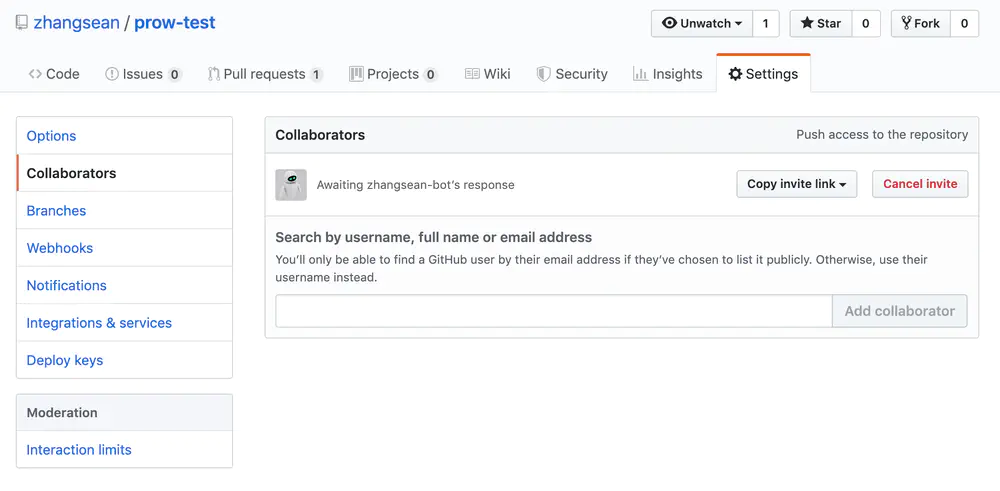 zhangsean / prow-test
Unwatch 1 Star 0 Fork 0
Code Issues 0 Pull requests 1 Projects 0 Wiki Security Insights Settings
Options
Collaborators
Branches
Webhooks
Notifications
Integrations & services
Deploy keys
Moderation
Interaction limits
Collaborators Push access to the repository
Awaiting zhangsean-bot’s response Copy invite link Cancel invite
Search by username, full name or email address
You’ll only be able to find a GitHub user by their email address if they’ve chosen to list it publicly. Otherwise, use their
username instead.
Add collaborator